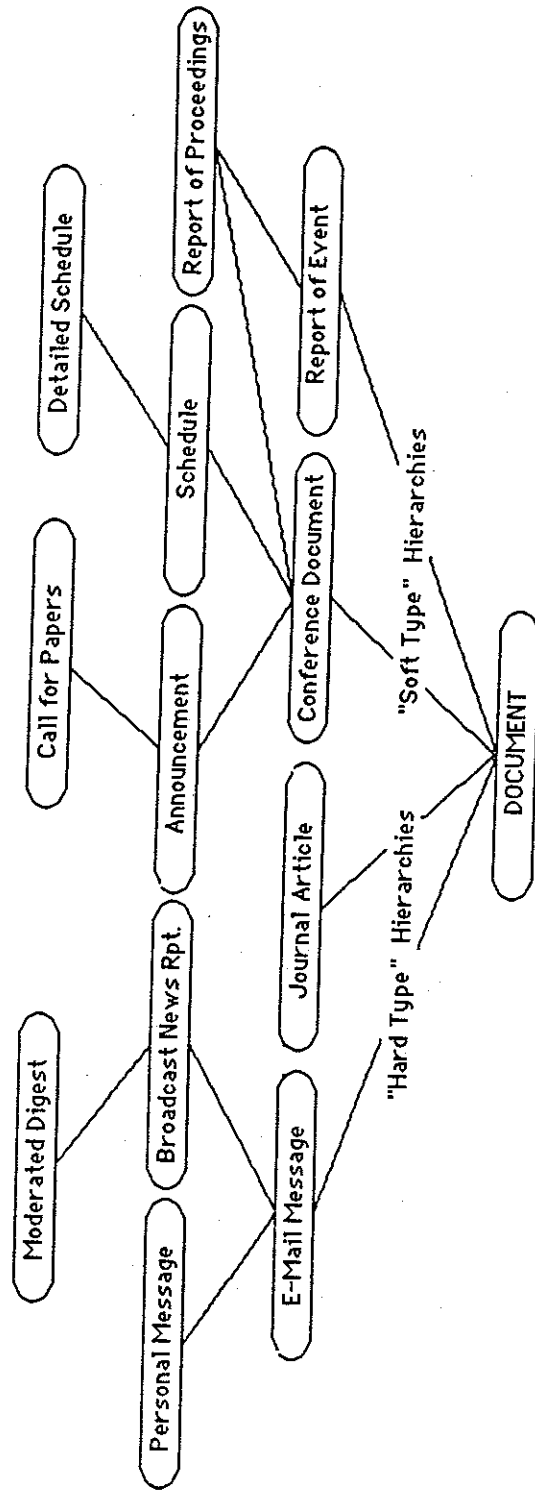 Moderated Digest
Call for Papers
Detailed Schedule
Personal Message
Broadcast News Rpt.
Announcement
Schedule
Report of Proceedings
E-Mail Message
Journal Article
Conference Document
Report of Event
"Hard Type" Hierarchies
"Soft Type" Hierarchies
DOCUMENT